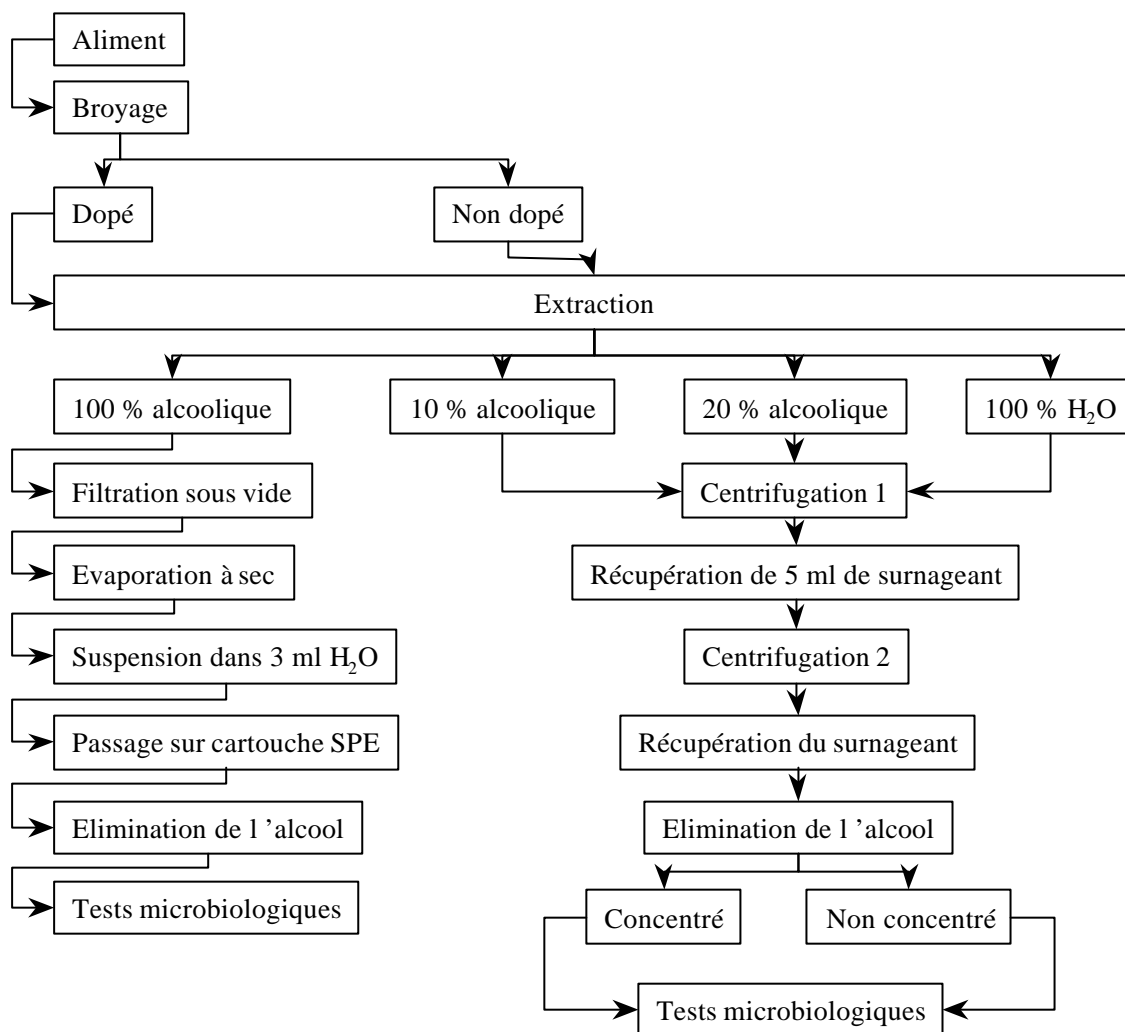 Aliment
Broyage
Dopé
Non dopé
Extraction
100 % alcoolique
10 % alcoolique
20 % alcoolique
100 % H₂O
Filtration sous vide
Centrifugation 1
Evaporation à sec
Récupération de 5 ml de surnageant
Suspension dans 3 ml H₂O
Centrifugation 2
Passage sur cartouche SPE
Récupération du surnageant
Elimination de l ’alcool
Elimination de l ’alcool
Tests microbiologiques
Concentré
Non concentré
Tests microbiologiques